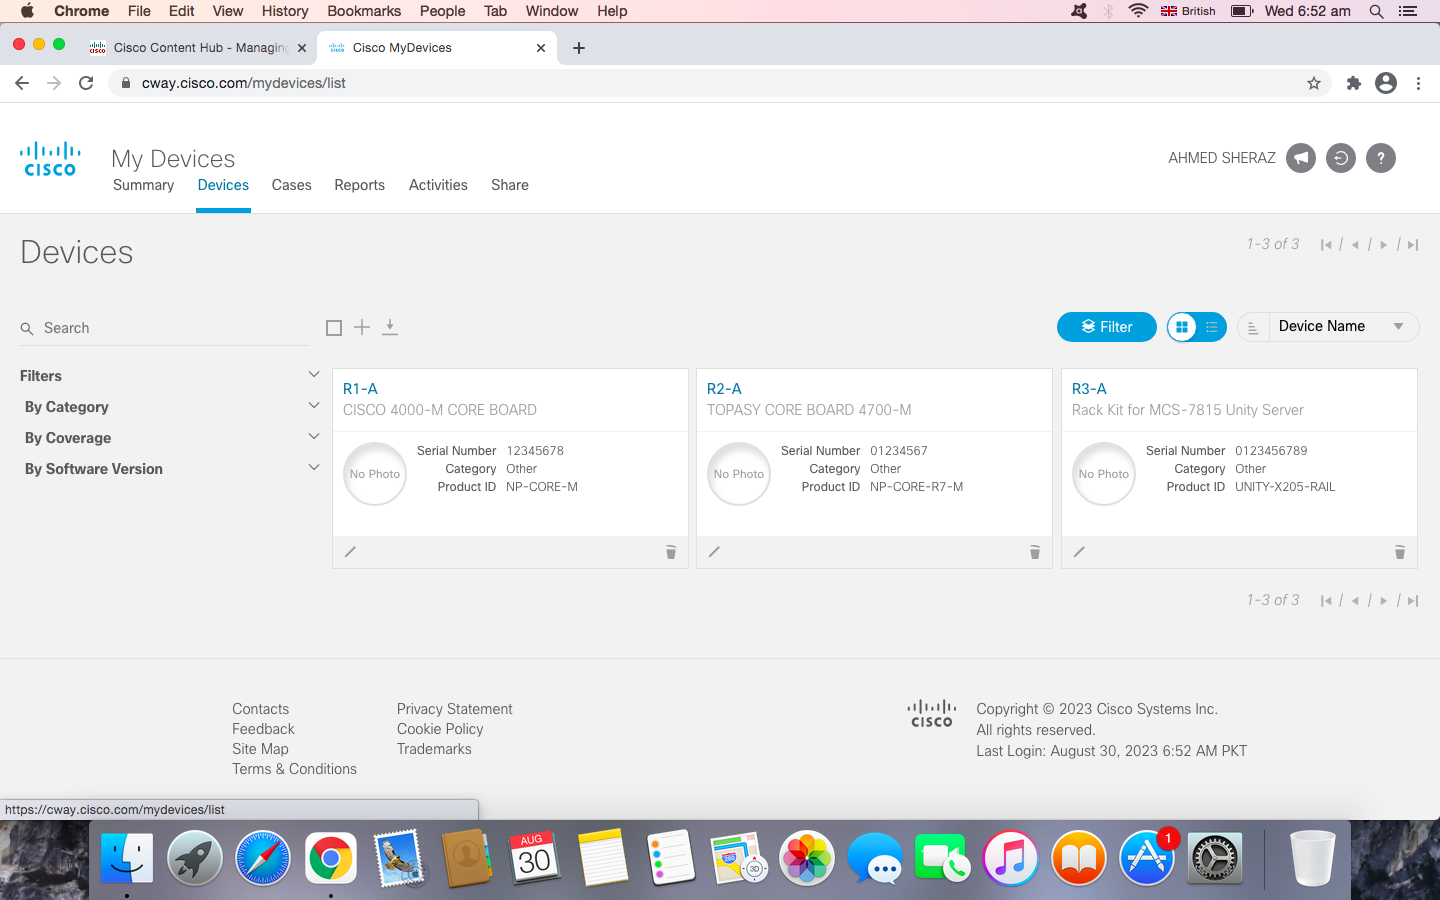 Chrome File Edit View History Bookmarks People Tab Window Help British Wed 6:52 am
Cisco Content Hub - Managing Cisco MyDevices
cway.cisco.com/mydevices/list
CISCO My Devices AHMED SHERAZ ?
Summary Devices Cases Reports Activities Share
Devices 1-3 of 3
Search Filter Device Name
Filters
By Category
By Coverage
By Software Version
R1-A
CISCO 4000-M CORE BOARD
No Photo
Serial Number 12345678
Category Other
Product ID NP-CORE-M
R2-A
TOPASY CORE BOARD 4700-M
No Photo
Serial Number 01234567
Category Other
Product ID NP-CORE-R7-M
R3-A
Rack Kit for MCS-7815 Unity Server
No Photo
Serial Number 0123456789
Category Other
Product ID UNITY-X205-RAIL
1-3 of 3
Contacts
Feedback
Site Map
Terms & Conditions
Privacy Statement
Cookie Policy
Trademarks
CISCO
Copyright © 2023 Cisco Systems Inc.
All rights reserved.
Last Login: August 30, 2023 6:52 AM PKT
https://cway.cisco.com/mydevices/list
AUG
30
280
3D
1